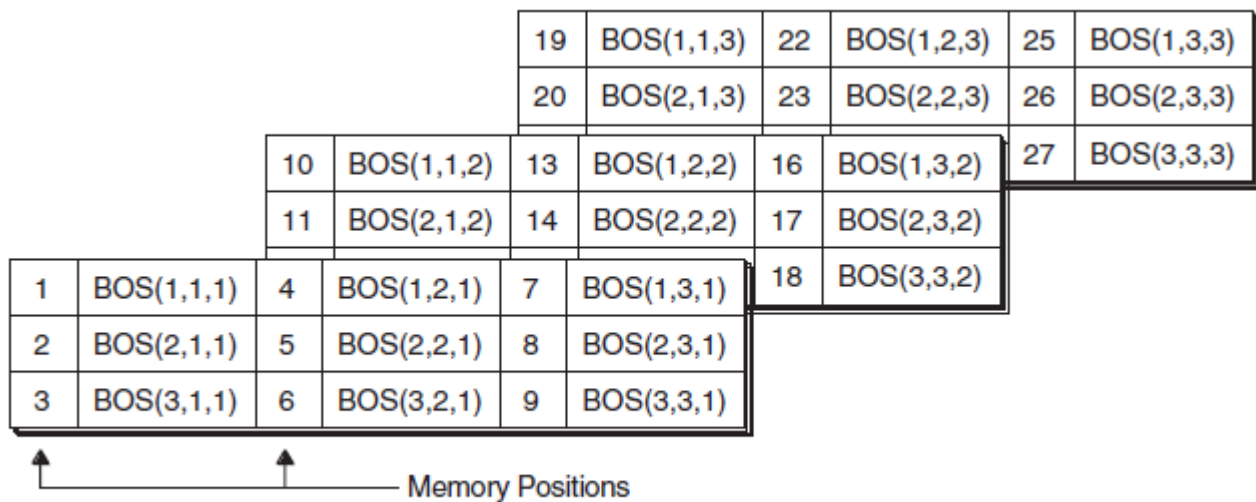 19 BOS(1,1,3) 22 BOS(1,2,3) 25 BOS(1,3,3)
20 BOS(2,1,3) 23 BOS(2,2,3) 26 BOS(2,3,3)
27 BOS(3,3,3)
10 BOS(1,1,2) 13 BOS(1,2,2) 16 BOS(1,3,2)
11 BOS(2,1,2) 14 BOS(2,2,2) 17 BOS(2,3,2)
18 BOS(3,3,2)
1 BOS(1,1,1) 4 BOS(1,2,1) 7 BOS(1,3,1)
2 BOS(2,1,1) 5 BOS(2,2,1) 8 BOS(2,3,1)
3 BOS(3,1,1) 6 BOS(3,2,1) 9 BOS(3,3,1)
Memory Positions